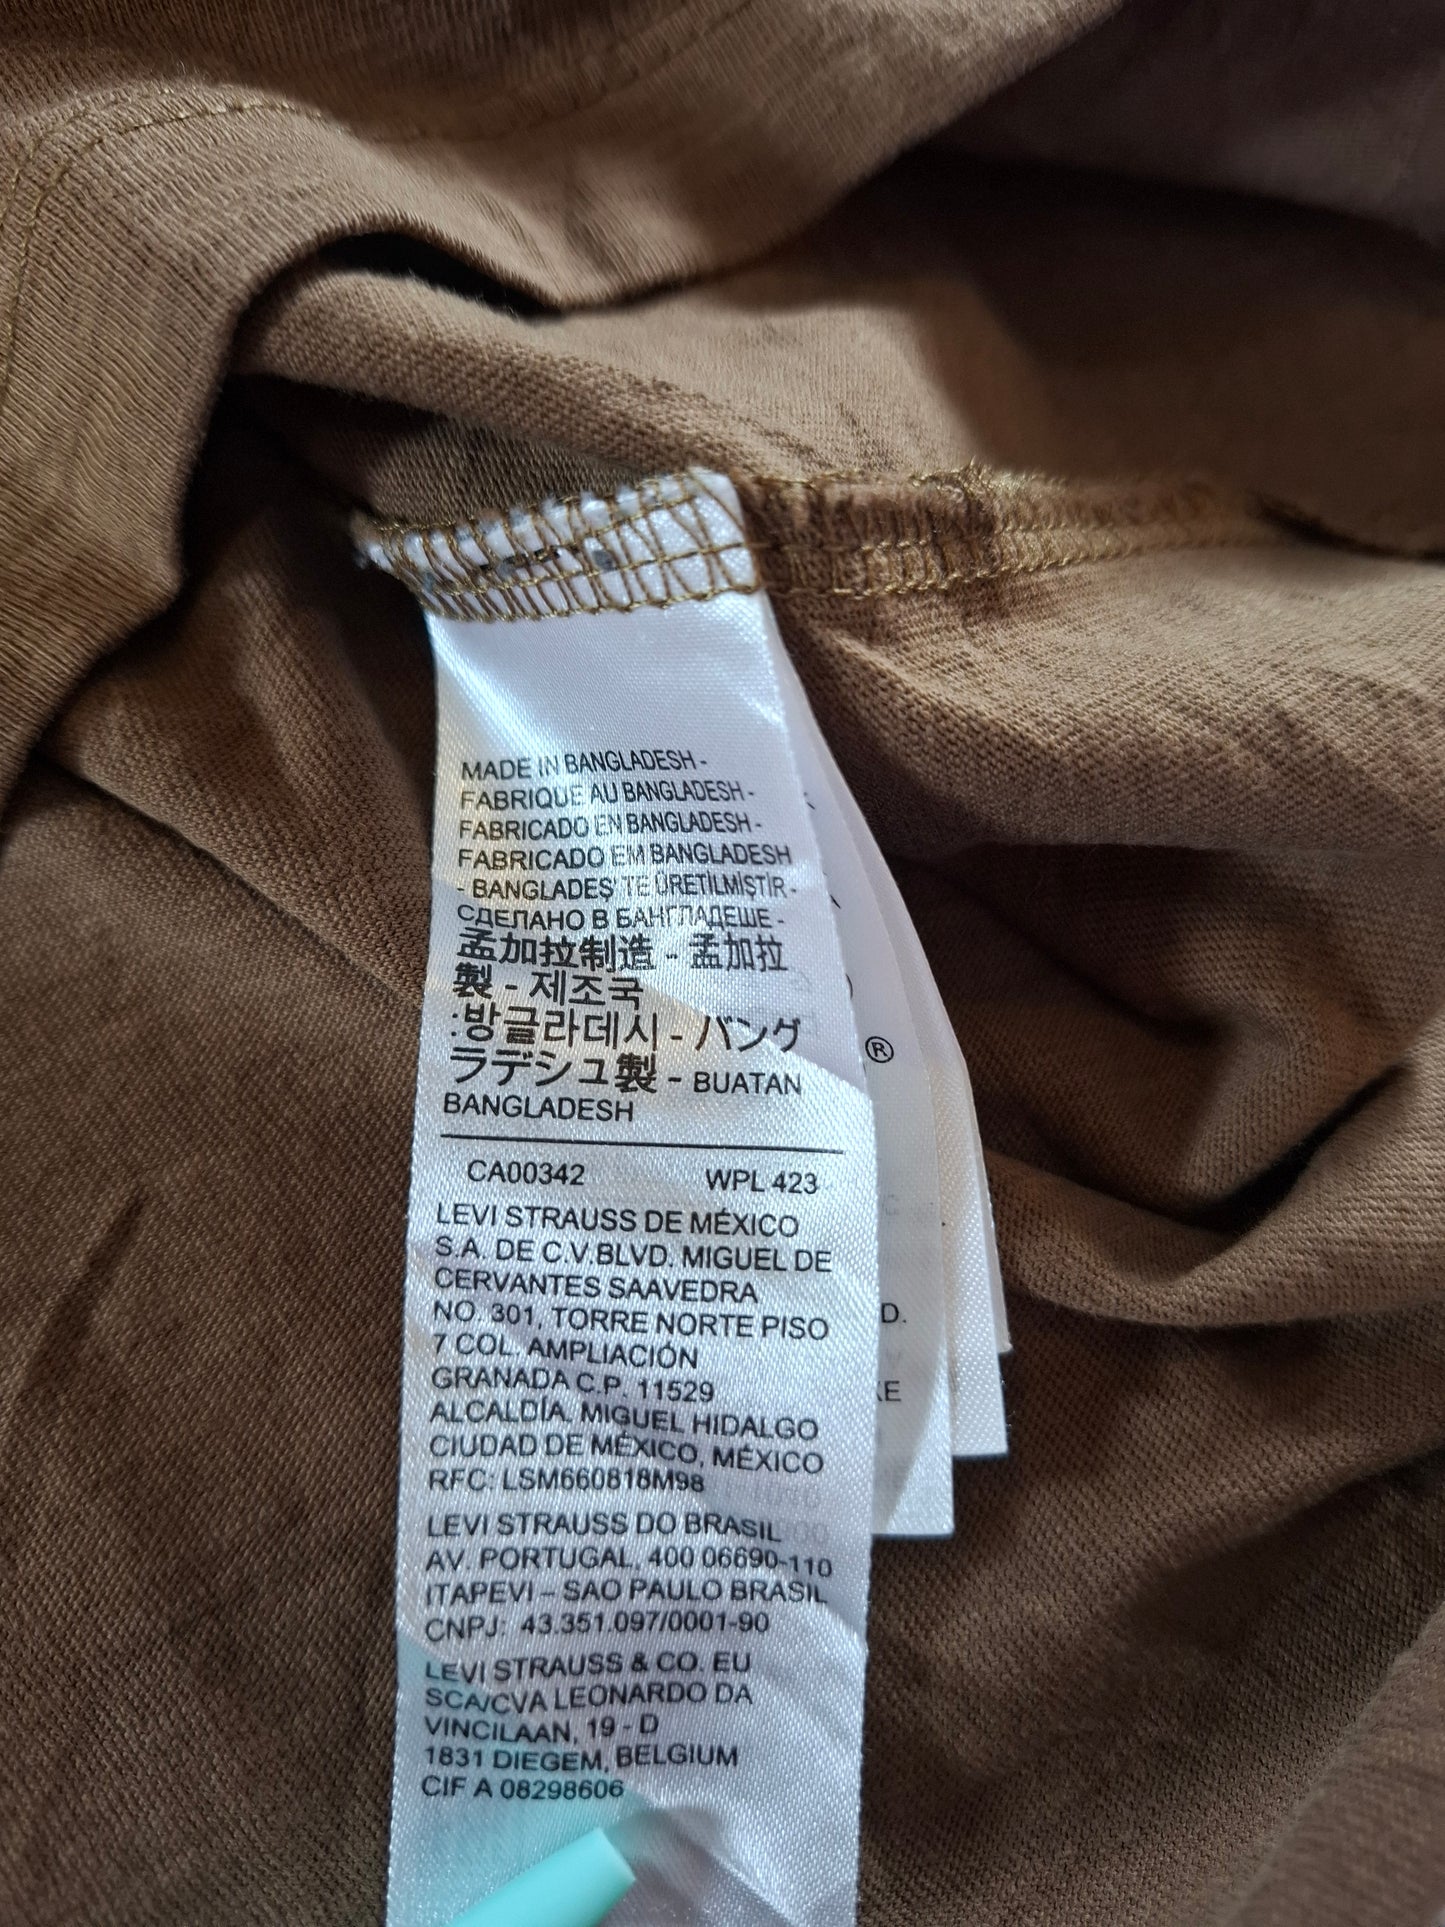 MADE IN BANGLADESH -
FABRIQUE AU BANGLADESH -
FABRICADO EN BANGLADESH -
FABRICADO EM BANGLADESH
- BANGLADEŞ' TE ÜRETİLMİŞTİR -
СДЕЛАНО В БАНГЛАДЕШЕ -
孟加拉制造 - 孟加拉
製 - 제조국
:방글라데시 - バング
ラデシュ製 - BUATAN
BANGLADESH
CA00342 WPL 423
LEVI STRAUSS DE MÉXICO
S.A. DE C.V.BLVD. MIGUEL DE
CERVANTES SAAVEDRA
NO. 301, TORRE NORTE PISO
7 COL. AMPLIACIÓN
GRANADA C.P. 11529
ALCALDÍA. MIGUEL HIDALGO
CIUDAD DE MÉXICO, MÉXICO
RFC: LSM660818M98
LEVI STRAUSS DO BRASIL
AV. PORTUGAL, 400 06690-110
ITAPEVI – SAO PAULO BRASIL
CNPJ: 43.351.097/0001-90
LEVI STRAUSS & CO. EU
SCA/CVA LEONARDO DA
VINCILAAN, 19 - D
1831 DIEGEM, BELGIUM
CIF A 08298606
®
D.
KE